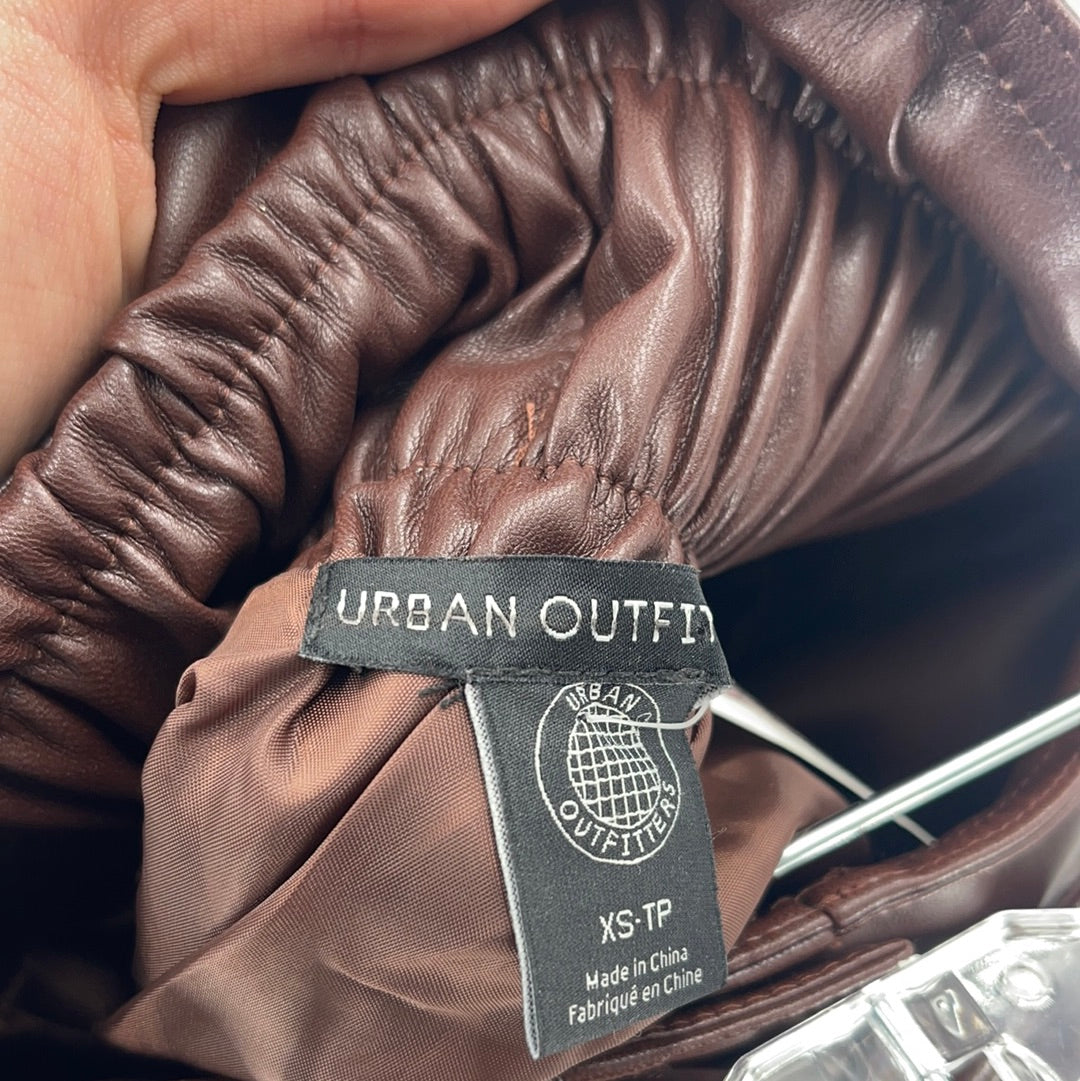 URBAN OUTFIT
URBAN
OUTFITTERS
XS-TP
Made in China
Fabriqué en Chine